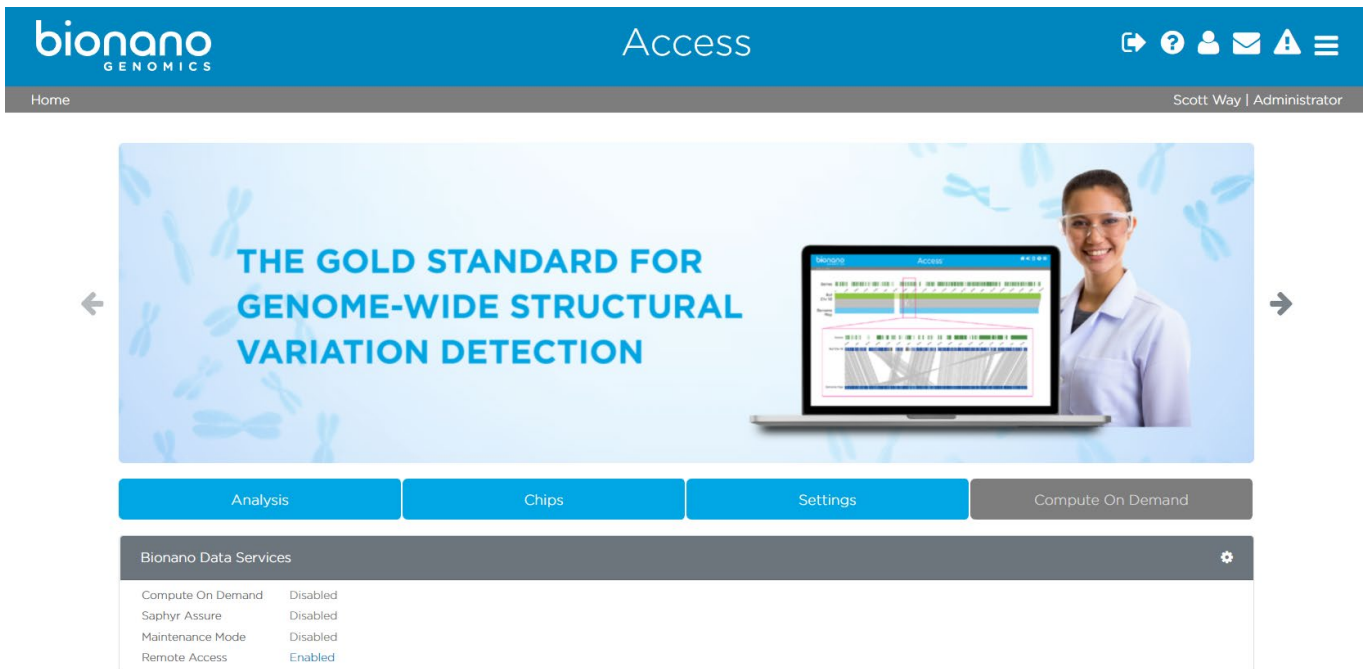 bionano
GENOMICS
Access
Home
Scott Way | Administrator
THE GOLD STANDARD FOR
GENOME-WIDE STRUCTURAL
VARIATION DETECTION
bionano
Access
Analysis
Chips
Settings
Compute On Demand
Bionano Data Services
Compute On Demand Disabled
Saphyr Assure Disabled
Maintenance Mode Disabled
Remote Access Enabled